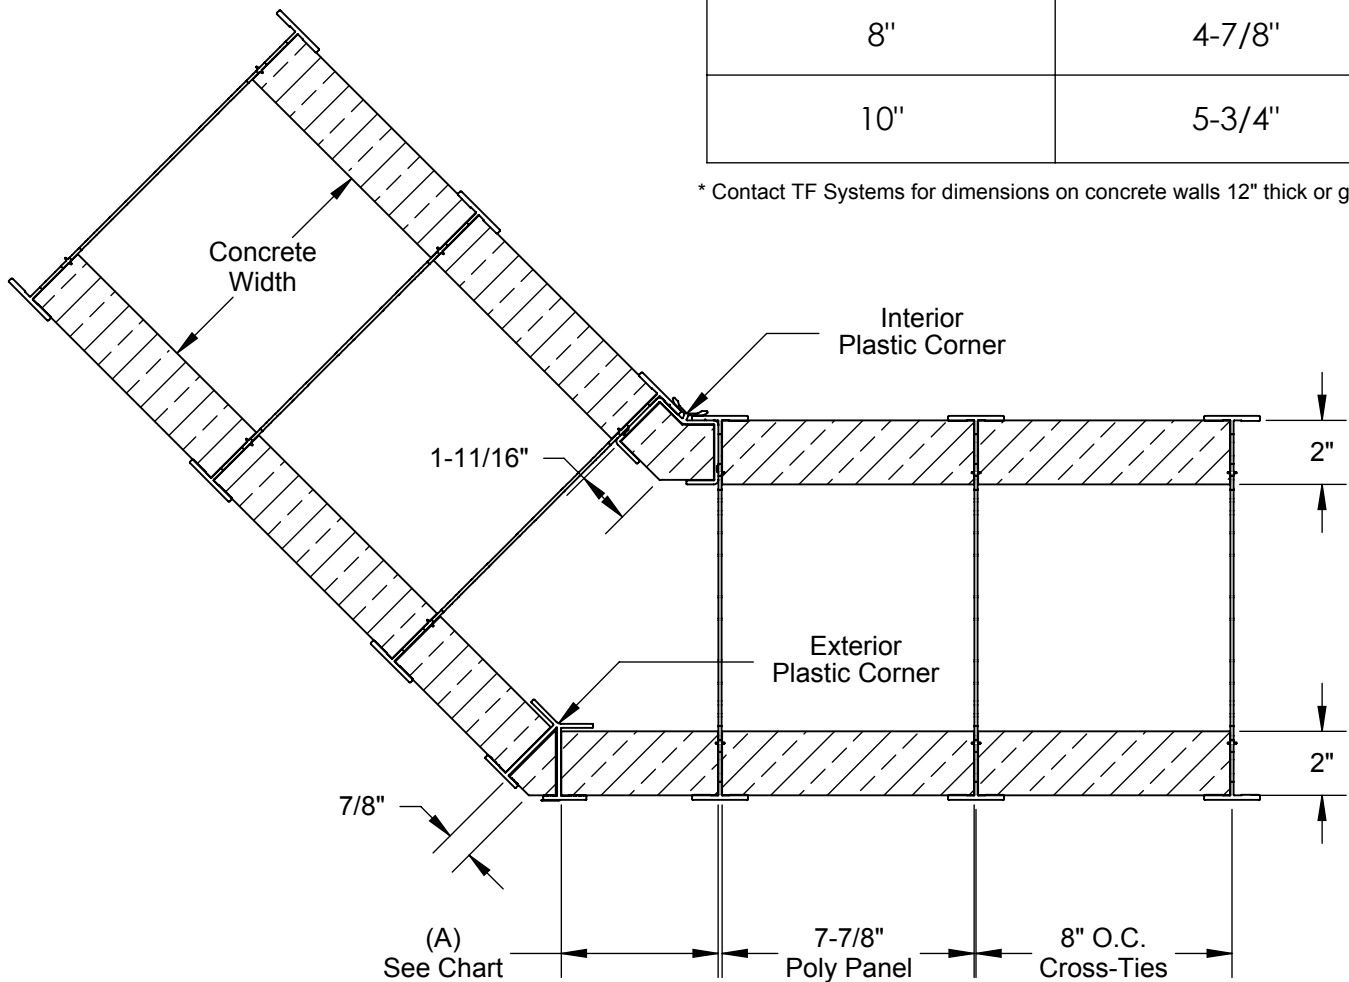 8" 4-7/8"
10" 5-3/4"
* Contact TF Systems for dimensions on concrete walls 12" thick or
Concrete
Width
Interior
Plastic Corner
1-11/16"
2"
Exterior
Plastic Corner
2"
7/8"
(A)
See Chart
7-7/8"
Poly Panel
8" O.C.
Cross-Ties